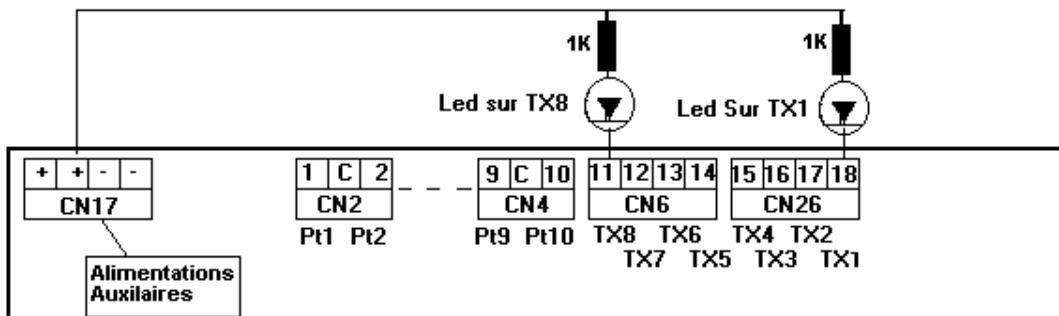 1K 1K
Led sur TX8 Led Sur TX1
+ + - - 1 C 2 9 C 10 11 12 13 14 15 16 17 18
CN17 CN2 CN4 CN6 CN26
Pt1 Pt2 Pt9 Pt10 TX8 TX6 TX4 TX2
TX7 TX5 TX3 TX1
Alimentations
Auxilaires